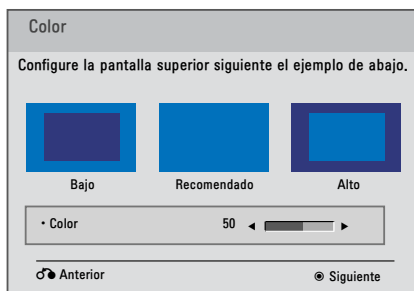 Color
Configure la pantalla superior siguiente el ejemplo de abajo.
Bajo Recomendado Alto
• Color 50
Anterior Siguiente